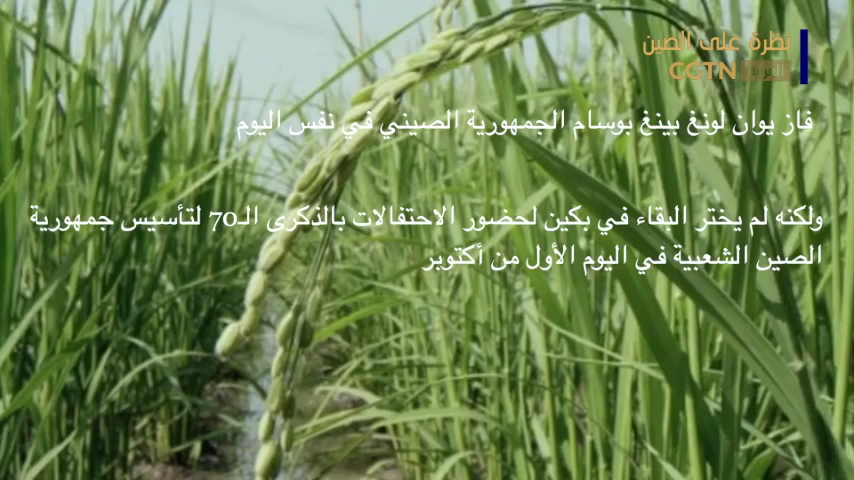 نظرة على الصين
CGTN العربية
فاز يوان لونغ بينغ بوسام الجمهورية الصيني في نفس اليوم
ولكنه لم يختر البقاء في بكين لحضور الاحتفالات بالذكرى الـ70 لتأسيس جمهورية
الصين الشعبية في اليوم الأول من أكتوبر